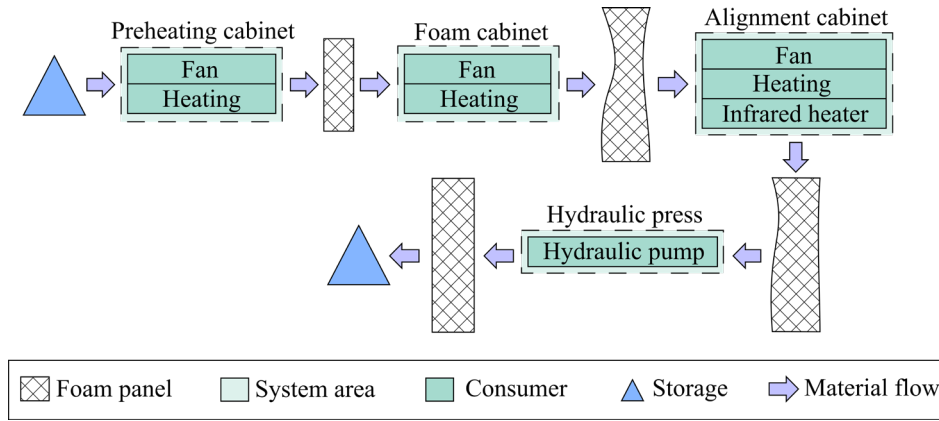 Preheating cabinet
Fan
Heating
Foam cabinet
Fan
Heating
Alignment cabinet
Fan
Heating
Infrared heater
Hydraulic press
Hydraulic pump
Foam panel
System area
Consumer
Storage
Material flow